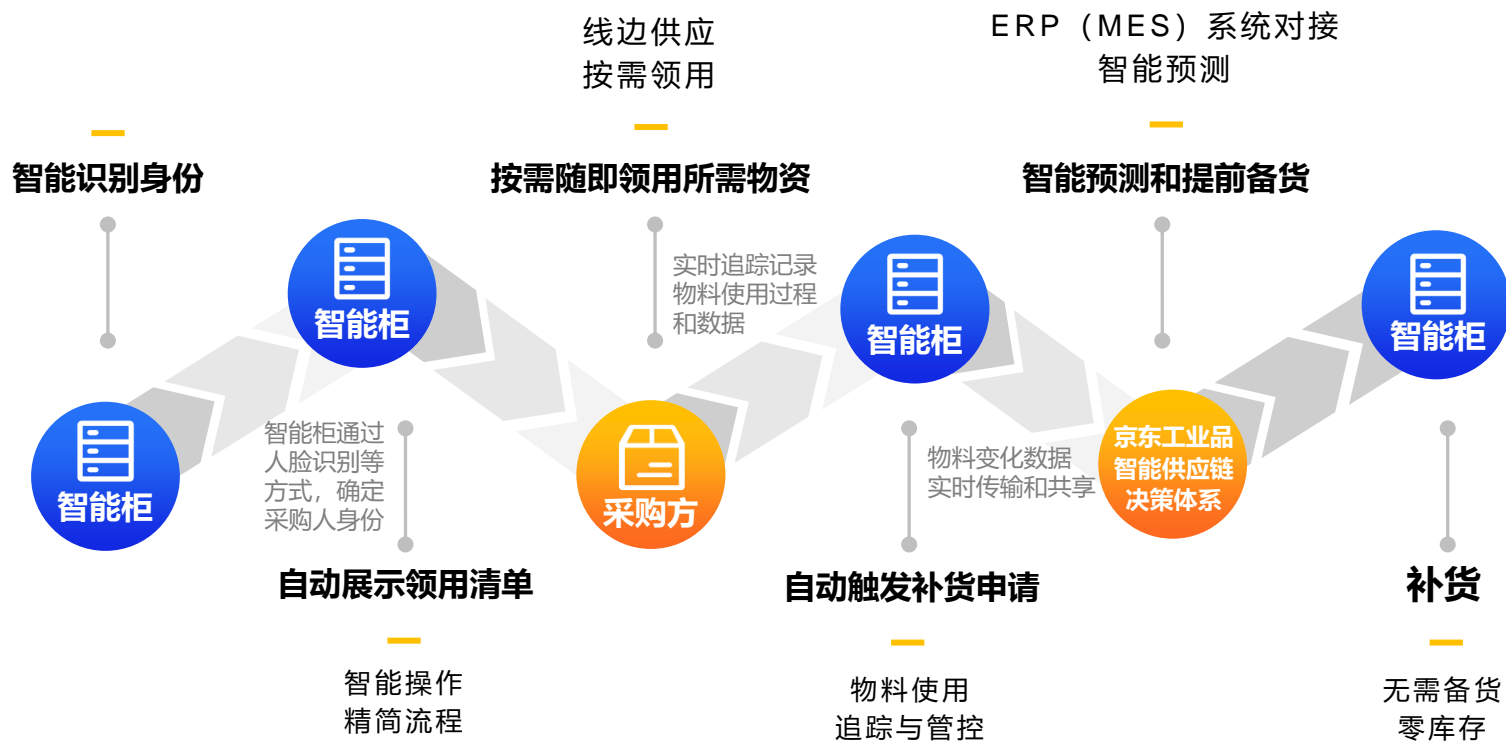 线边供应
按需领用
ERP（MES）系统对接
智能预测
智能识别身份
按需随即领用所需物资
智能预测和提前备货
智能柜
实时追踪记录
物料使用过程
和数据
智能柜
智能柜
智能柜
智能柜通过
人脸识别等
方式，确定
采购人身份
采购方
物料变化数据
实时传输和共享
京东工业品
智能供应链
决策体系
自动展示领用清单
自动触发补货申请
补货
智能操作
精简流程
物料使用
追踪与管控
无需备货
零库存